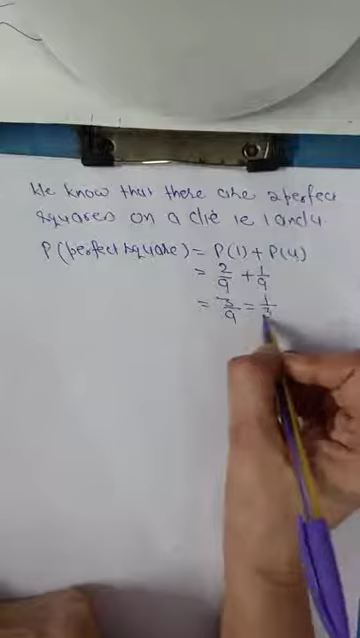 We know that there are 2 perfect
squares on a die ie 1 and 4.
P(perfect square) = P(1) + P(4)
= 2/9 + 1/9
= 3/9 = 1/3